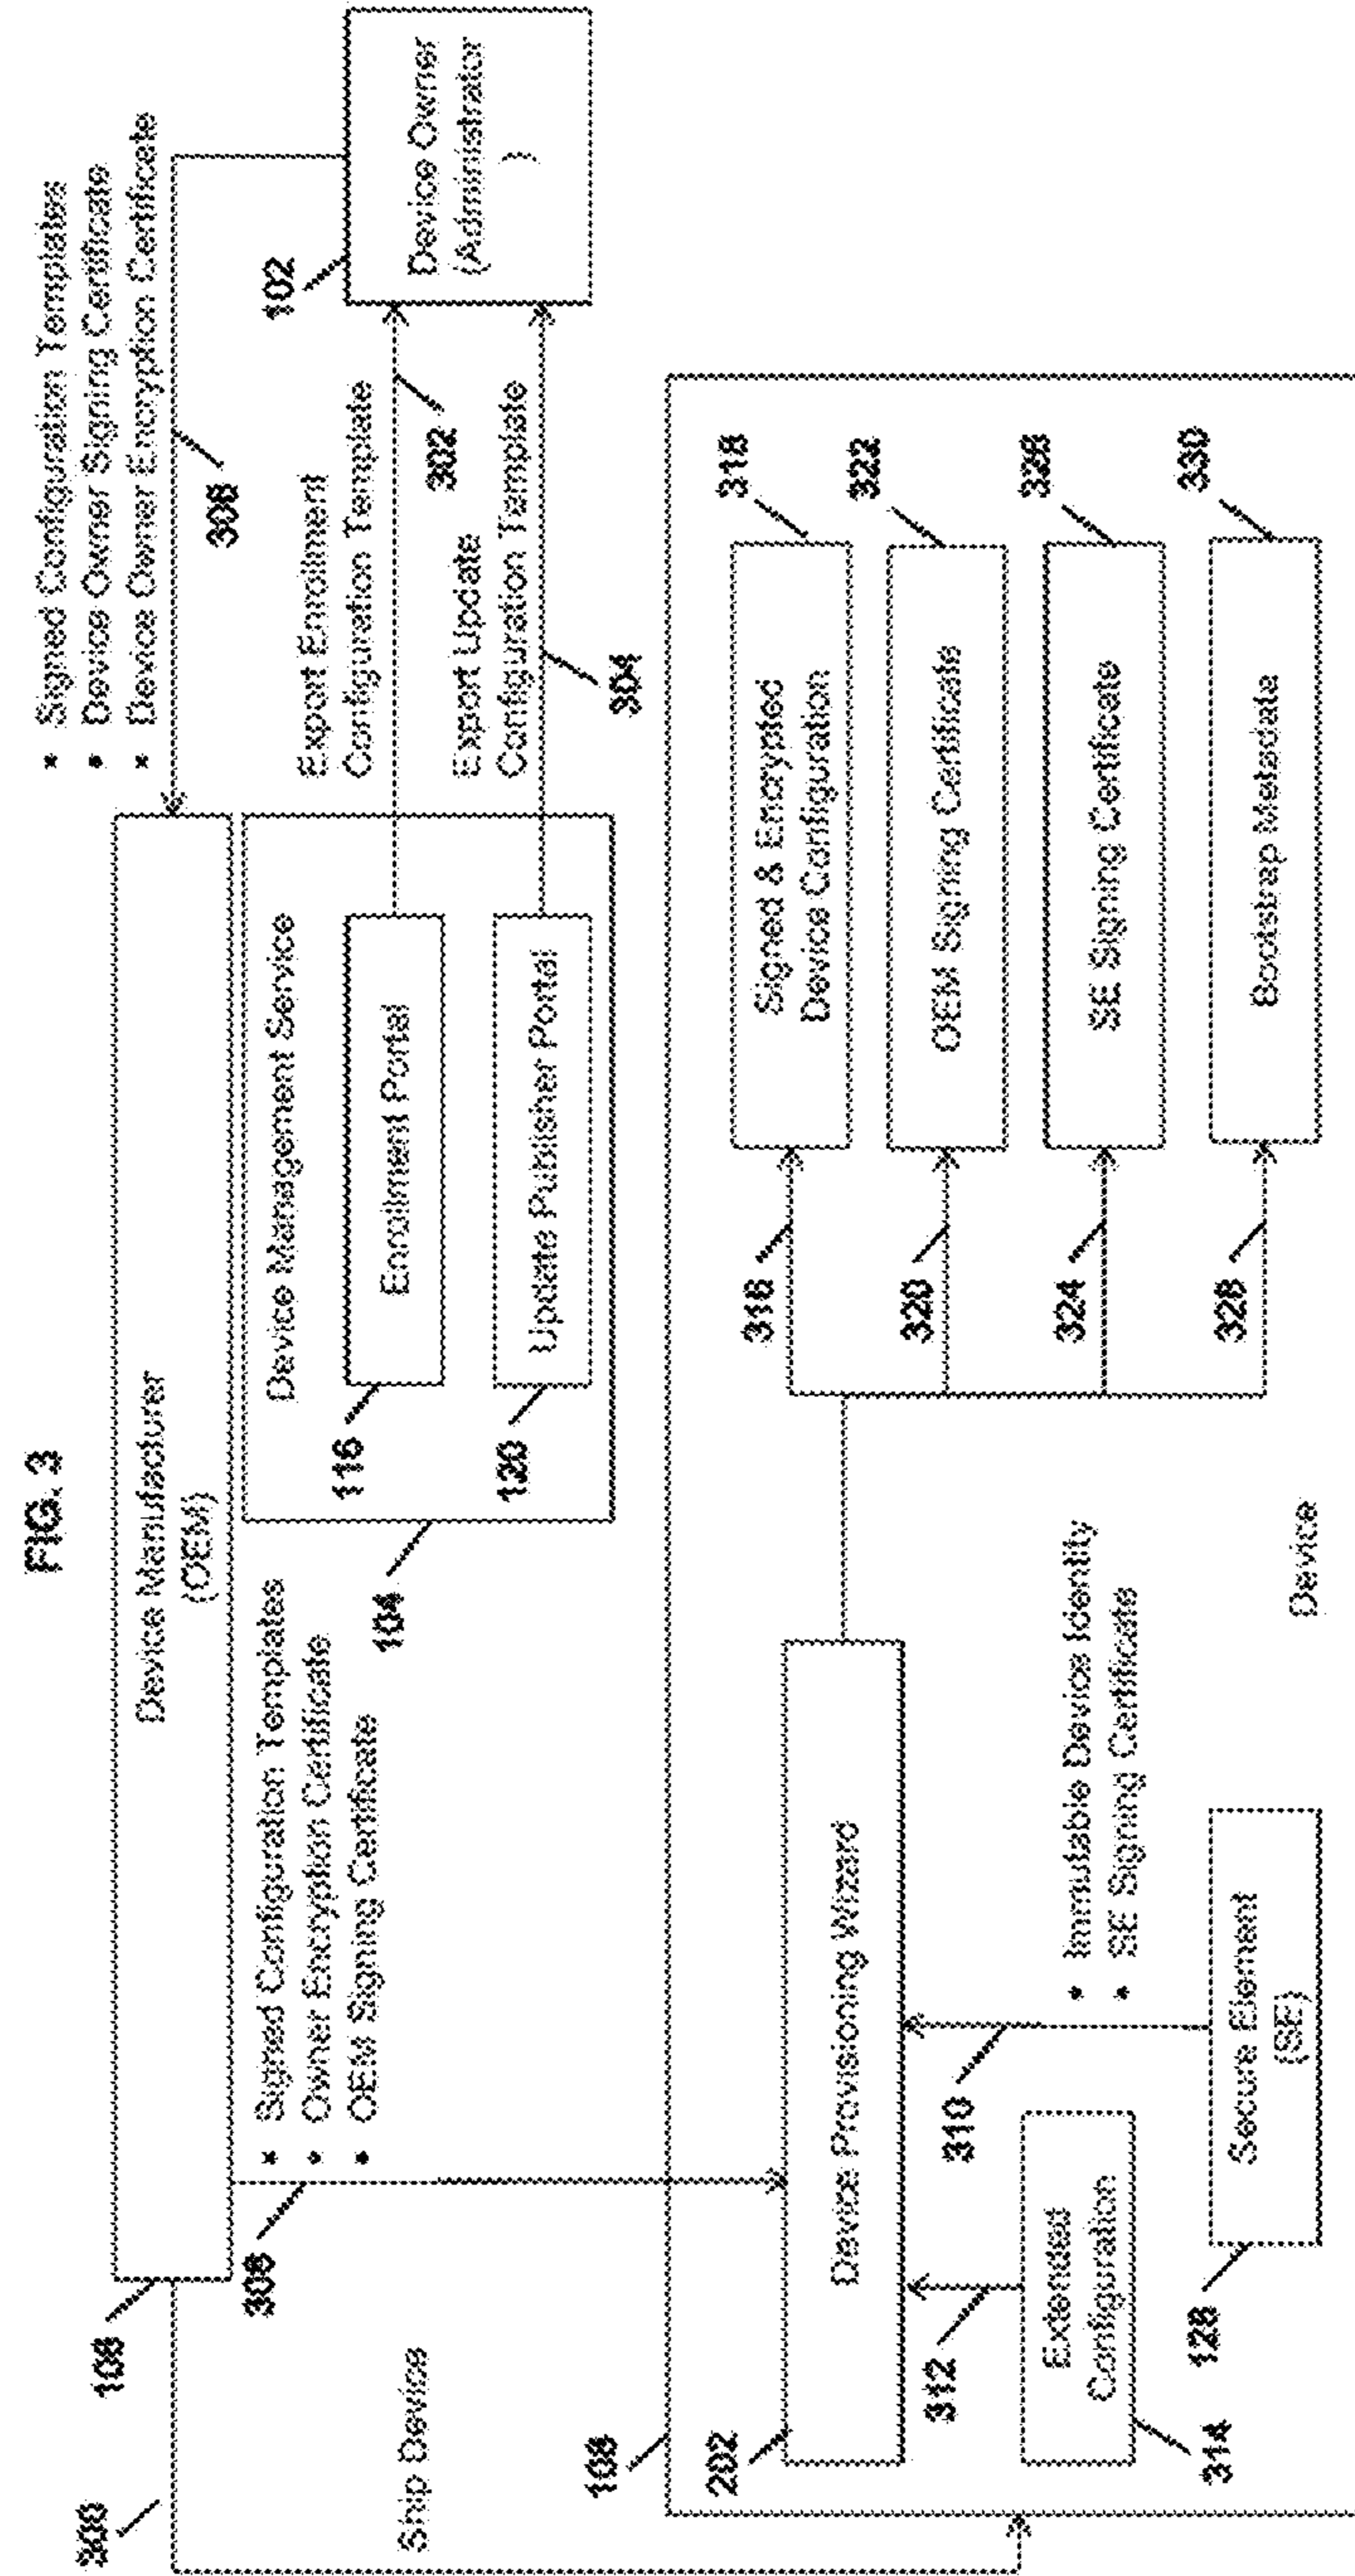 FIG. 3
300
Device Manufacturer
(OEM)
• Signed Configuration Templates
• Device Owner Signing Certificate
• Device Owner Encryption Certificate
Ship Device
• Signed Configuration Templates
• Owner Encryption Certificate
• OEM Signing Certificate
104
Device Management Service
116
Enrollment Portal
120
Update Publisher Portal
Export Enrollment
Configuration Template
302
Export Update
Configuration Template
304
102
Device Owner
(Administrator
)
108
202
Device Provisioning Wizard
312
310
• Immutable Device Identity
• SE Signing Certificate
Extended
Configuration
314
Secure Element
(SE)
128
Device
316
Signed & Encrypted
Device Configuration
318
320
OEM Signing Certificate
322
324
SE Signing Certificate
326
328
Bootstrap Metadata
330